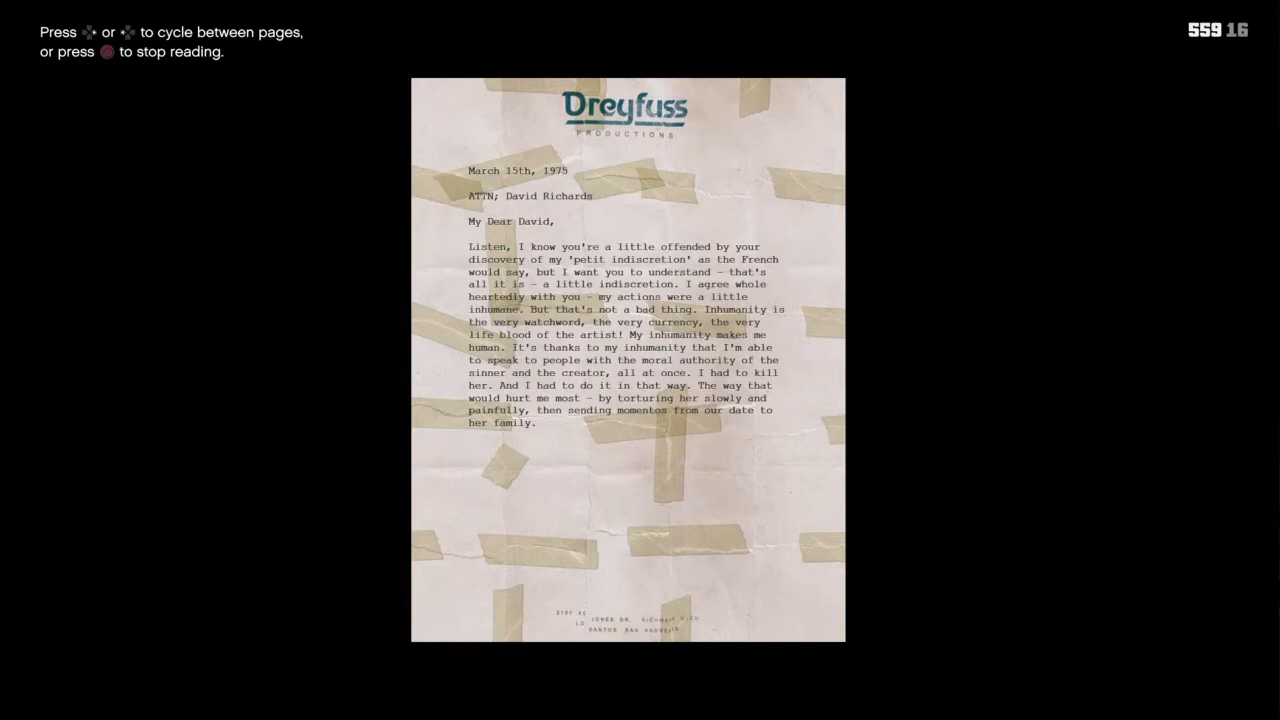 Press or to cycle between pages,
or press to stop reading.
559 16
Dreyfuss
PRODUCTIONS
March 15th, 1975
ATTN; David Richards
My Dear David,
Listen, I know you're a little offended by your
discovery of my 'petit indiscretion' as the French
would say, but I want you to understand – that's
all it is – a little indiscretion. I agree whole
heartedly with you – my actions were a little
inhumane. But that's not a bad thing. Inhumanity is
the very watchword, the very currency, the very
life blood of the artist! My inhumanity makes me
human. It's thanks to my inhumanity that I'm able
to speak to people with the moral authority of the
sinner and the creator, all at once. I had to kill
her. And I had to do it in that way. The way that
would hurt me most – by torturing her slowly and
painfully, then sending momentos from our date to
her family.
JONES DR.
LO
SANTOS SAN ANDREAS